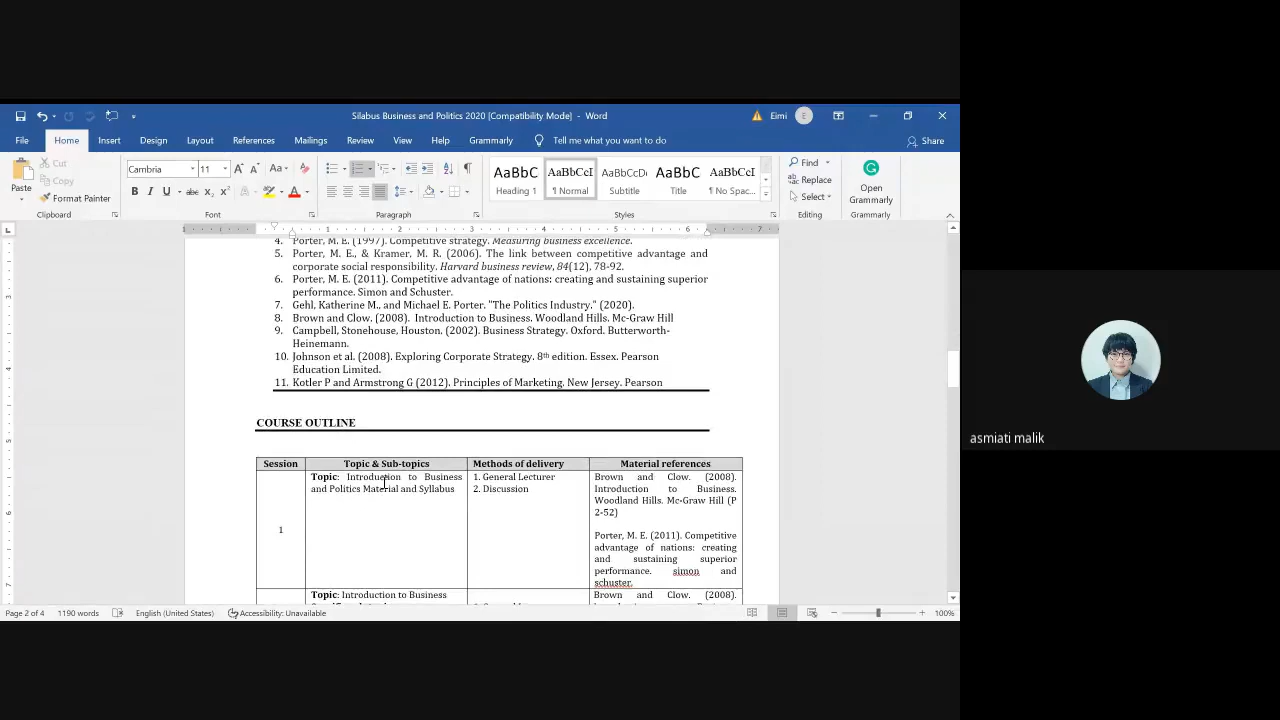 Silabus Business and Politics 2020 [Compatibility Mode] - Word
Eimi
E
File Home Insert Design Layout References Mailings Review View Help Grammarly Tell me what you want to do
Share
Paste
Cut
Copy
Format Painter
Clipboard
Cambria 11
Font
Paragraph
AaBbC AaBbCcI AaBbCcDi AaBbC AaBbCcI
Heading 1 ¶ Normal Subtitle Title ¶ No Spac...
Styles
Find
Replace
Select
Editing
Open
Grammarly
Grammarly
1 1 2 3 4 5 6 7
4. Porter, M. E. (1997). Competitive strategy. Measuring business excellence.
5. Porter, M. E., & Kramer, M. R. (2006). The link between competitive advantage and
corporate social responsibility. Harvard business review, 84(12), 78-92.
6. Porter, M. E. (2011). Competitive advantage of nations: creating and sustaining superior
performance. Simon and Schuster.
7. Gehl, Katherine M., and Michael E. Porter. "The Politics Industry." (2020).
8. Brown and Clow. (2008). Introduction to Business. Woodland Hills. Mc-Graw Hill
9. Campbell, Stonehouse, Houston. (2002). Business Strategy. Oxford. Butterworth-
Heinemann.
10. Johnson et al. (2008). Exploring Corporate Strategy. 8th edition. Essex. Pearson
Education Limited.
11. Kotler P and Armstrong G (2012). Principles of Marketing. New Jersey. Pearson
COURSE OUTLINE
Session Topic & Sub-topics Methods of delivery Material references
1
Topic: Introduction to Business
and Politics Material and Syllabus
1. General Lecturer
2. Discussion
Brown and Clow. (2008).
Introduction to Business.
Woodland Hills. Mc-Graw Hill (P
2-52)
Porter, M. E. (2011). Competitive
advantage of nations: creating
and sustaining superior
performance. simon and
schuster.
Topic: Introduction to Business
Brown and Clow. (2008).
Page 2 of 4 1190 words English (United States) Accessibility: Unavailable
100%
asmiati malik